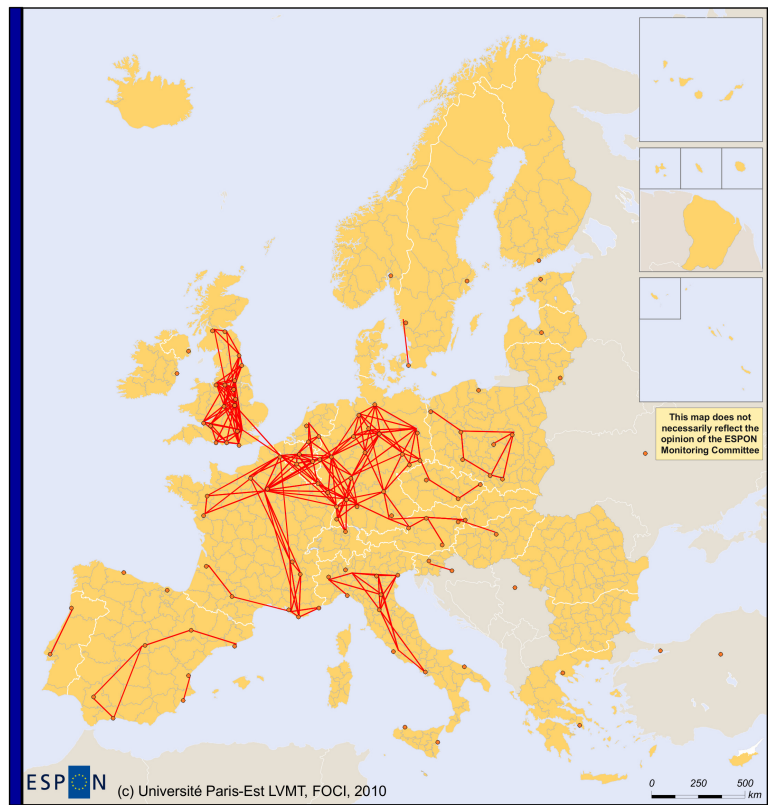 This map does not
necessarily reflect the
opinion of the ESPON
Monitoring Committee
ESPON
(c) Université Paris-Est LVMT, FOCI, 2010
0 250 500
km